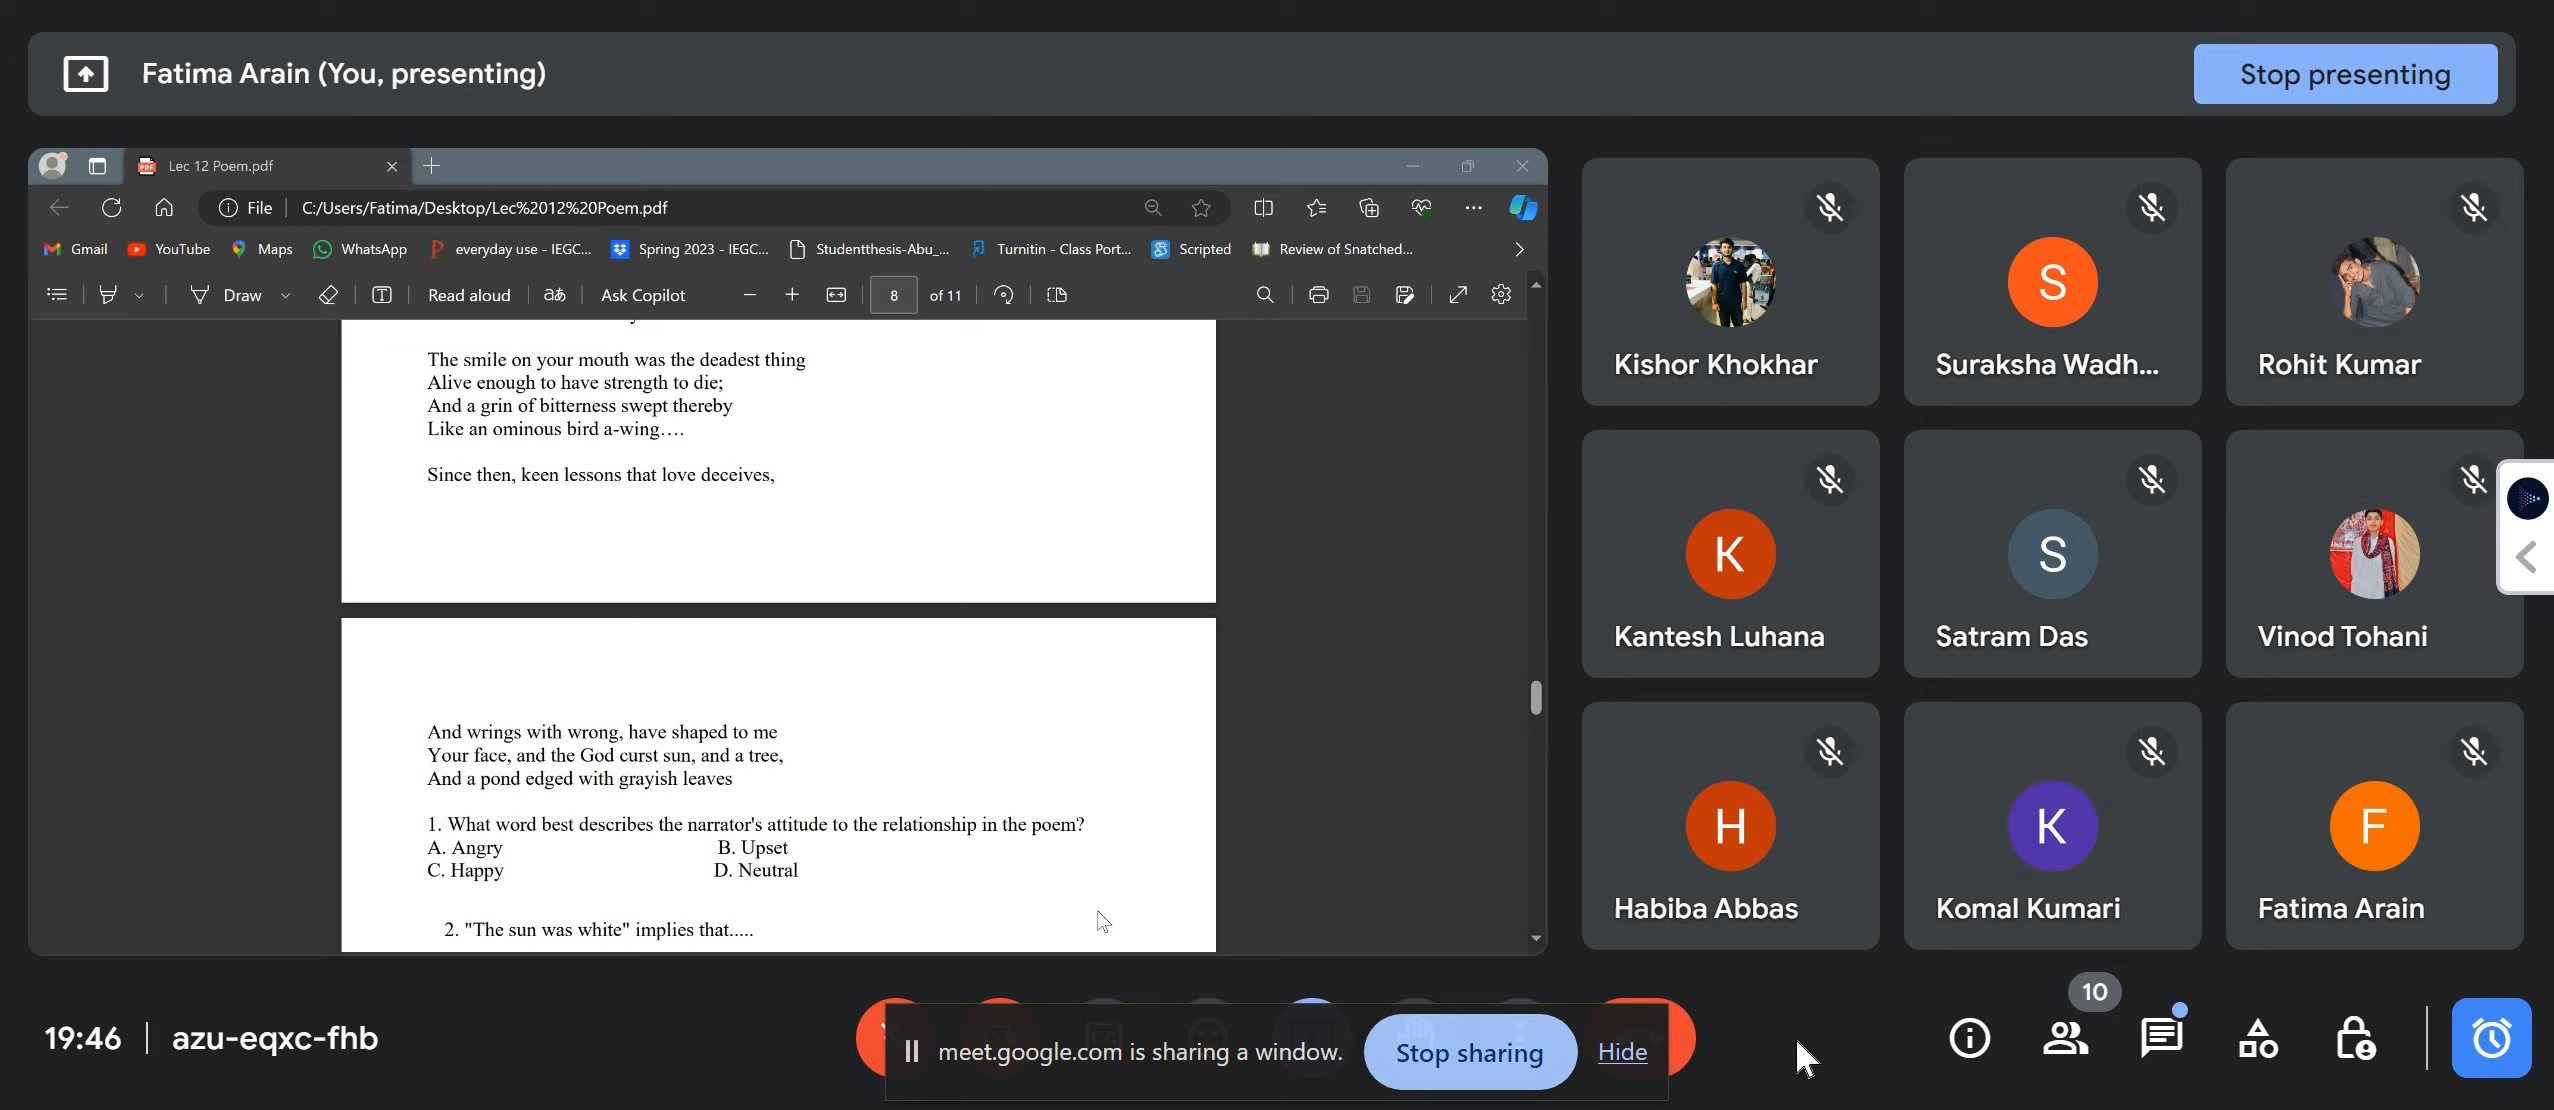 Fatima Arain (You, presenting)
Stop presenting
Lec 12 Poem.pdf
File
C:/Users/Fatima/Desktop/Lec%2012%20Poem.pdf
Gmail
YouTube
Maps
WhatsApp
everyday use - IEGC...
Spring 2023 - IEGC...
Studentthesis-Abu_...
Turnitin - Class Port...
Scripted
Review of Snatched...
Draw
Read aloud
aあ
Ask Copilot
8
of 11
The smile on your mouth was the deadest thing
Alive enough to have strength to die;
And a grin of bitterness swept thereby
Like an ominous bird a-wing….
Since then, keen lessons that love deceives,
And wrings with wrong, have shaped to me
Your face, and the God curst sun, and a tree,
And a pond edged with grayish leaves
1. What word best describes the narrator's attitude to the relationship in the poem?
A. Angry B. Upset
C. Happy D. Neutral
2. "The sun was white" implies that.....
Kishor Khokhar
S
Suraksha Wadh...
Rohit Kumar
K
Kantesh Luhana
S
Satram Das
Vinod Tohani
H
Habiba Abbas
K
Komal Kumari
F
Fatima Arain
19:46
azu-eqxc-fhb
meet.google.com is sharing a window.
Stop sharing
Hide
10